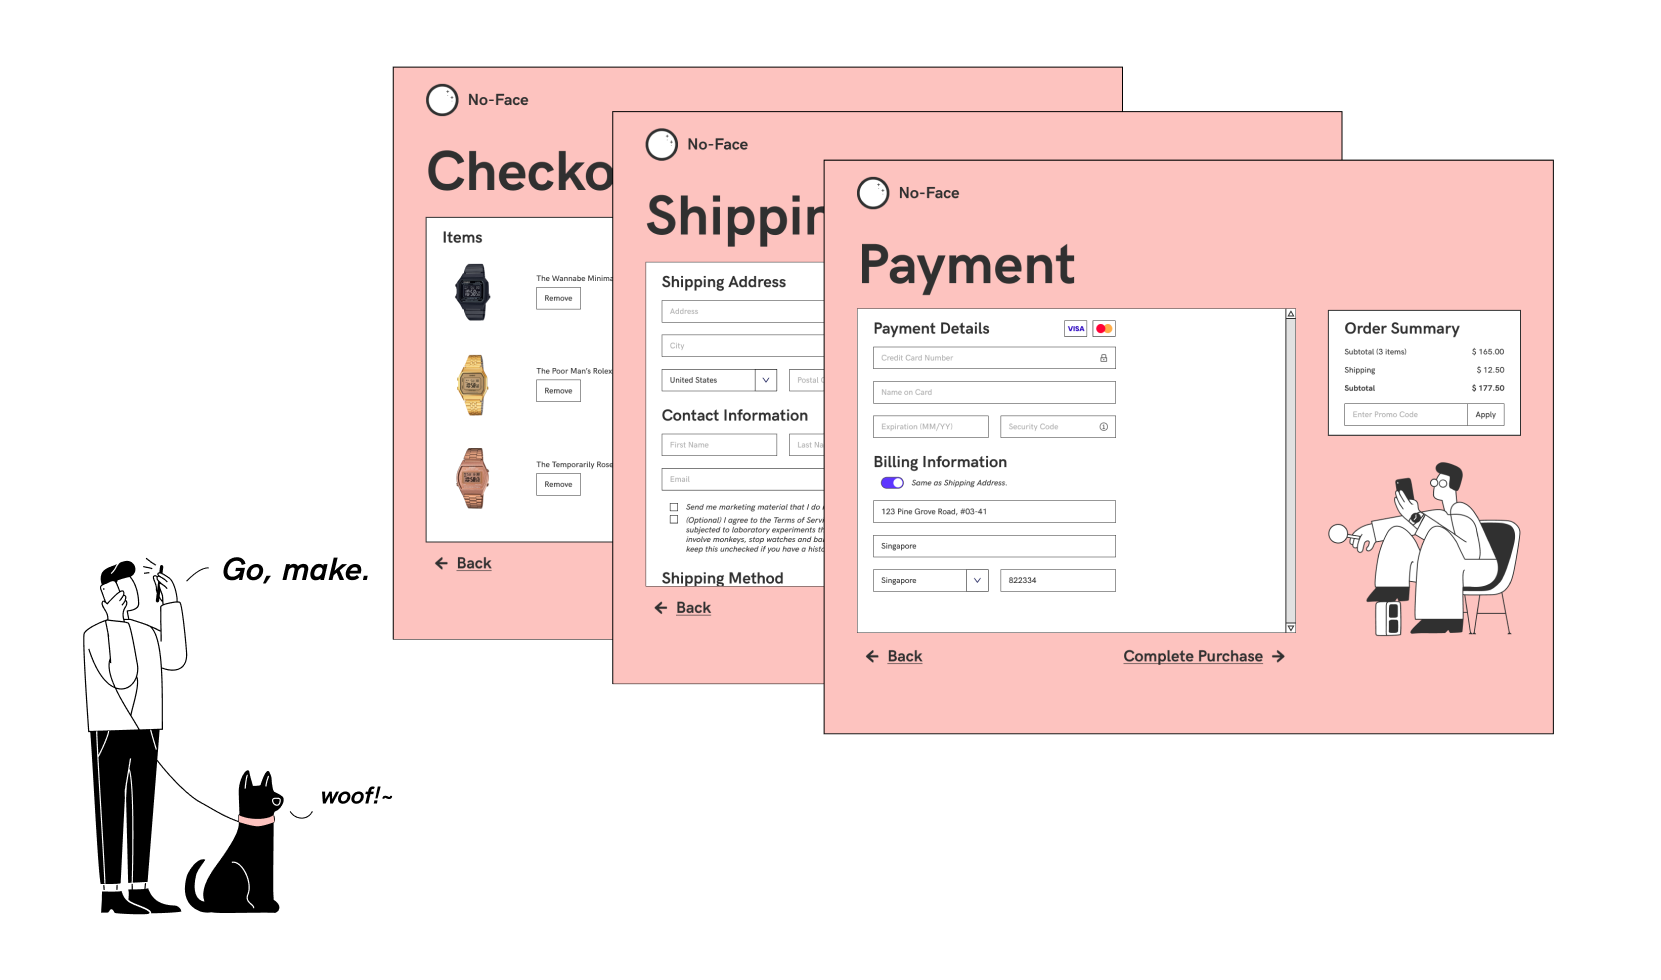 No-Face
Checko
Items
The Wannabe Minima
Remove
The Poor Man's Rolex
Remove
The Temporarily Rose
Remove
Back
No-Face
Shippin
Shipping Address
Address
City
United States
Postal C
Contact Information
First Name
Last Na
Email
Send me marketing material that I do
(Optional) I agree to the Terms of Servi
subjected to laboratory experiments th
involve monkeys, stop watches and ba
keep this unchecked if you have a histo
Shipping Method
Back
No-Face
Payment
Payment Details
VISA
Credit Card Number
Name on Card
Expiration (MM/YY)
Security Code
Billing Information
Same as Shipping Address.
123 Pine Grove Road, #03-41
Singapore
Singapore
822334
Back
Complete Purchase
Order Summary
Subtotal (3 items) $ 165.00
Shipping $ 12.50
Subtotal $ 177.50
Enter Promo Code
Apply
Go, make.
woof!~